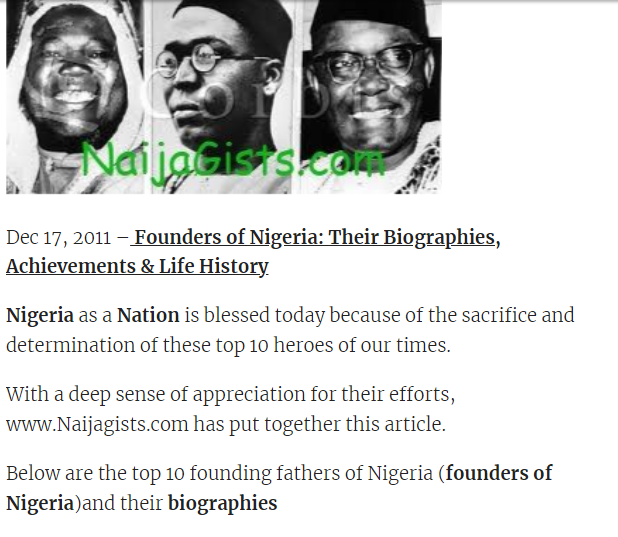 Corbis
NaijaGists.com
Dec 17, 2011 – Founders of Nigeria: Their Biographies,
Achievements & Life History
Nigeria as a Nation is blessed today because of the sacrifice and
determination of these top 10 heroes of our times.
With a deep sense of appreciation for their efforts,
www.Naijagists.com has put together this article.
Below are the top 10 founding fathers of Nigeria (founders of
Nigeria)and their biographies